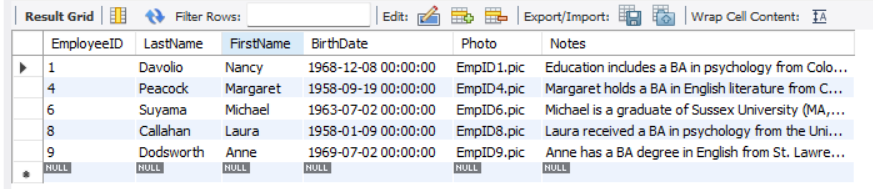 Result Grid Filter Rows: Edit: Export/Import: Wrap Cell Content: IA
EmployeeID LastName FirstName BirthDate Photo Notes
1 Davolio Nancy 1968-12-08 00:00:00 EmpID1.pic Education includes a BA in psychology from Colo...
4 Peacock Margaret 1958-09-19 00:00:00 EmpID4.pic Margaret holds a BA in English literature from C...
6 Suyama Michael 1963-07-02 00:00:00 EmpID6.pic Michael is a graduate of Sussex University (MA,...
8 Callahan Laura 1958-01-09 00:00:00 EmpID8.pic Laura received a BA in psychology from the Uni...
9 Dodsworth Anne 1969-07-02 00:00:00 EmpID9.pic Anne has a BA degree in English from St. Lawre...
NULL NULL NULL NULL NULL NULL